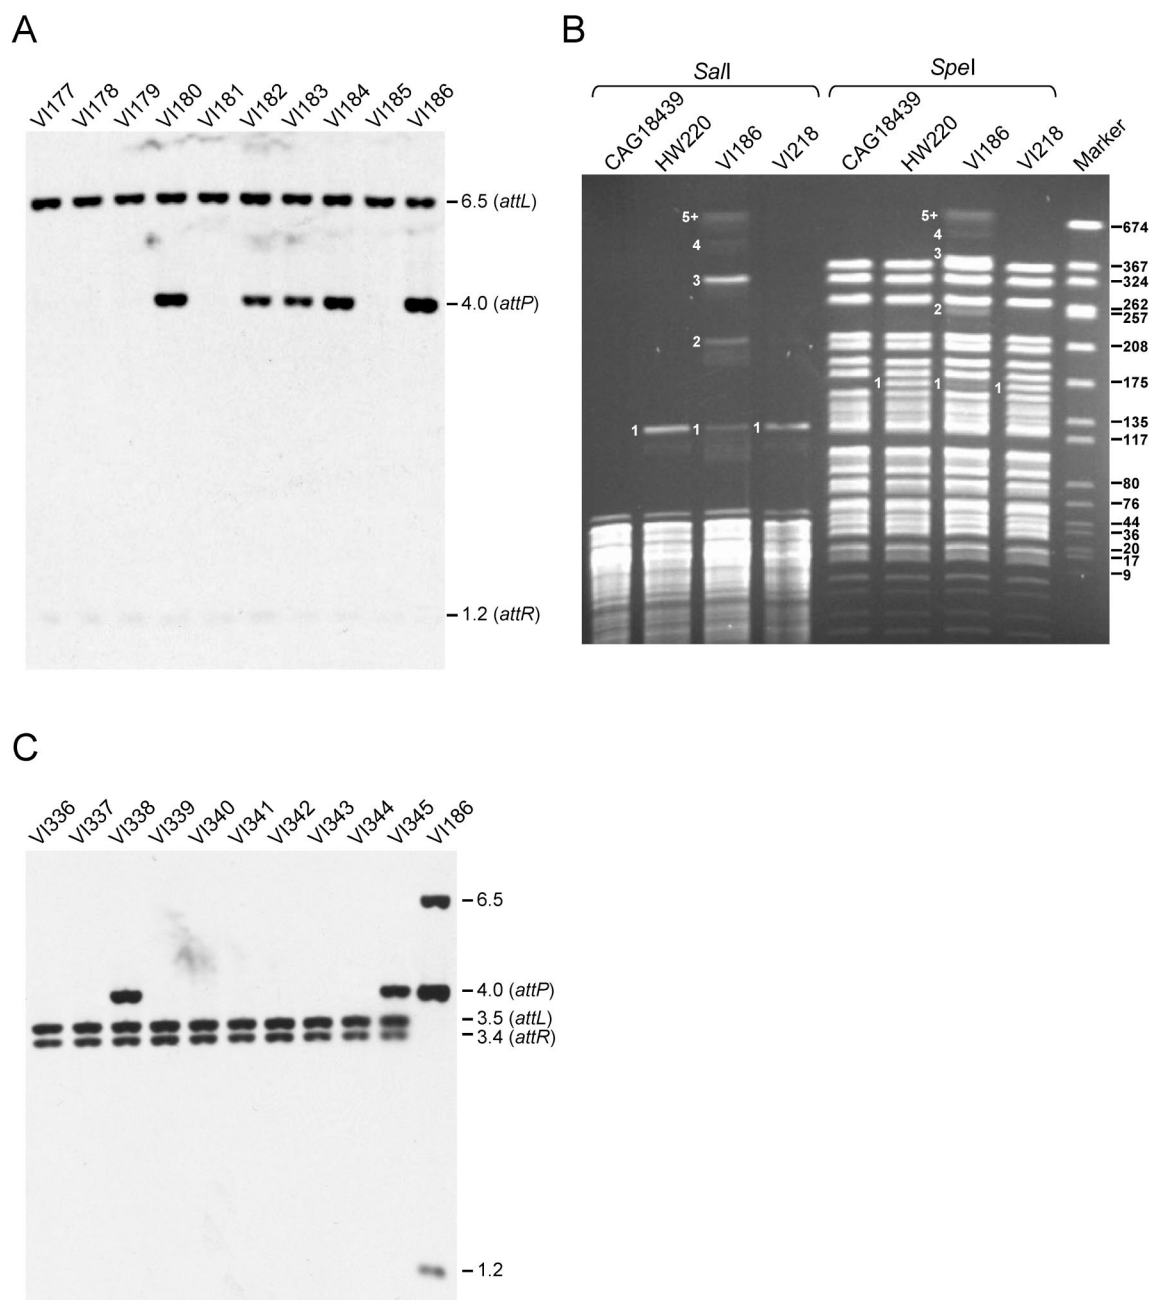 A
VI177 VI178 VI179 VI180 VI181 VI182 VI183 VI184 VI185 VI186
6.5 (attL)
4.0 (attP)
1.2 (attR)
B
SalI SpeI
CAG18439 HW220 VI186 VI218 CAG18439 HW220 VI186 VI218 Marker
5+ 5+
674
4 4
3 3
367
324
262
2
257
2
208
1 1 1
175
135
1 1 1
117
80
76
44
36
20
17
9
C
VI336 VI337 VI338 VI339 VI340 VI341 VI342 VI343 VI344 VI345 VI186
6.5
4.0 (attP)
3.5 (attL)
3.4 (attR)
1.2